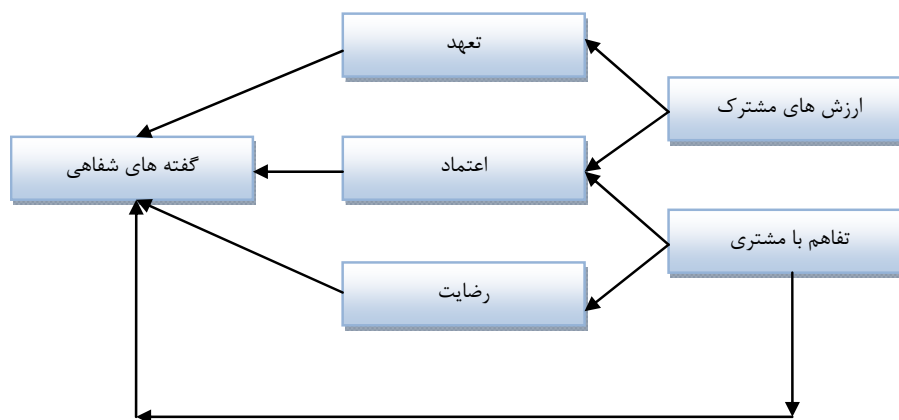 تعهد
ارزش های مشترک
اعتماد
گفته های شفاهی
تفاهم با مشتری
رضایت